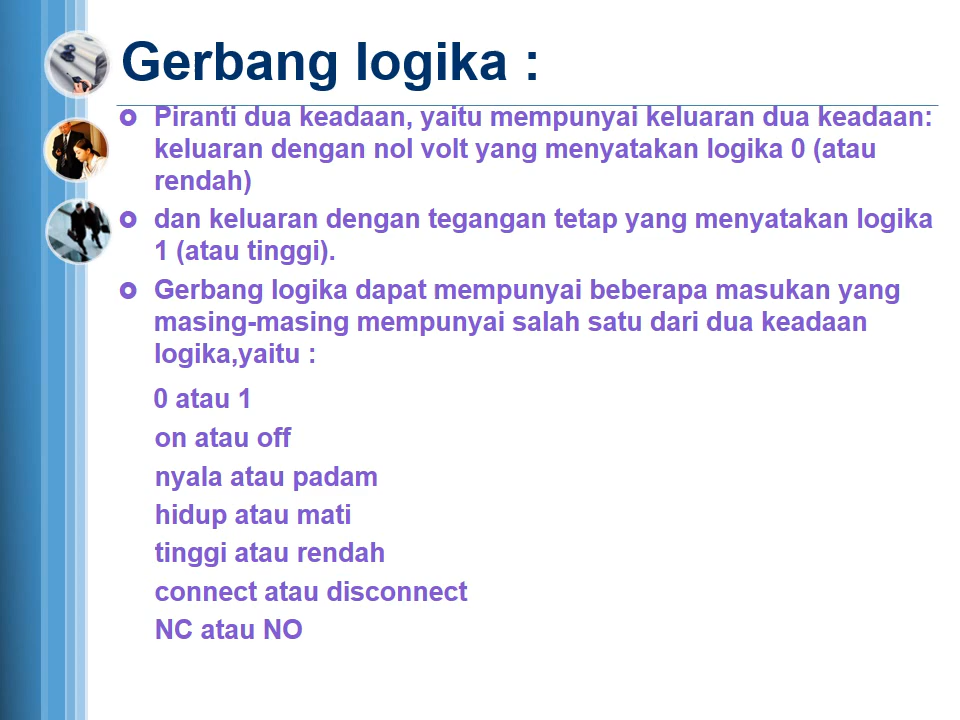 Gerbang logika :
Piranti dua keadaan, yaitu mempunyai keluaran dua keadaan:
keluaran dengan nol volt yang menyatakan logika 0 (atau
rendah)
dan keluaran dengan tegangan tetap yang menyatakan logika
1 (atau tinggi).
Gerbang logika dapat mempunyai beberapa masukan yang
masing-masing mempunyai salah satu dari dua keadaan
logika,yaitu :
0 atau 1
on atau off
nyala atau padam
hidup atau mati
tinggi atau rendah
connect atau disconnect
NC atau NO